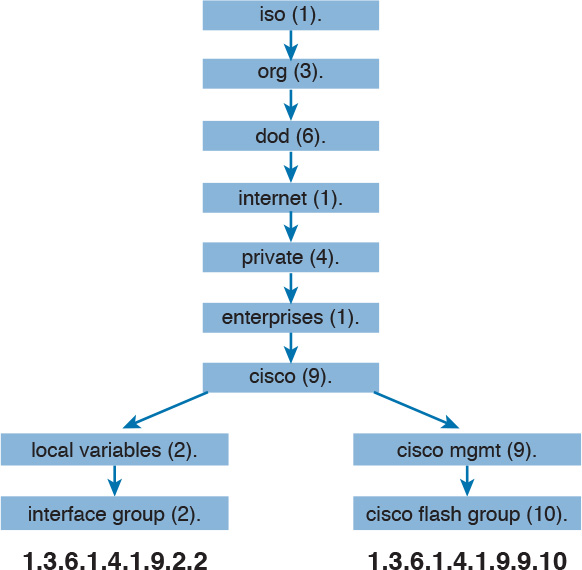 iso (1).
org (3).
dod (6).
internet (1).
private (4).
enterprises (1).
cisco (9).
local variables (2).
cisco mgmt (9).
interface group (2).
cisco flash group (10).
1.3.6.1.4.1.9.2.2
1.3.6.1.4.1.9.9.10